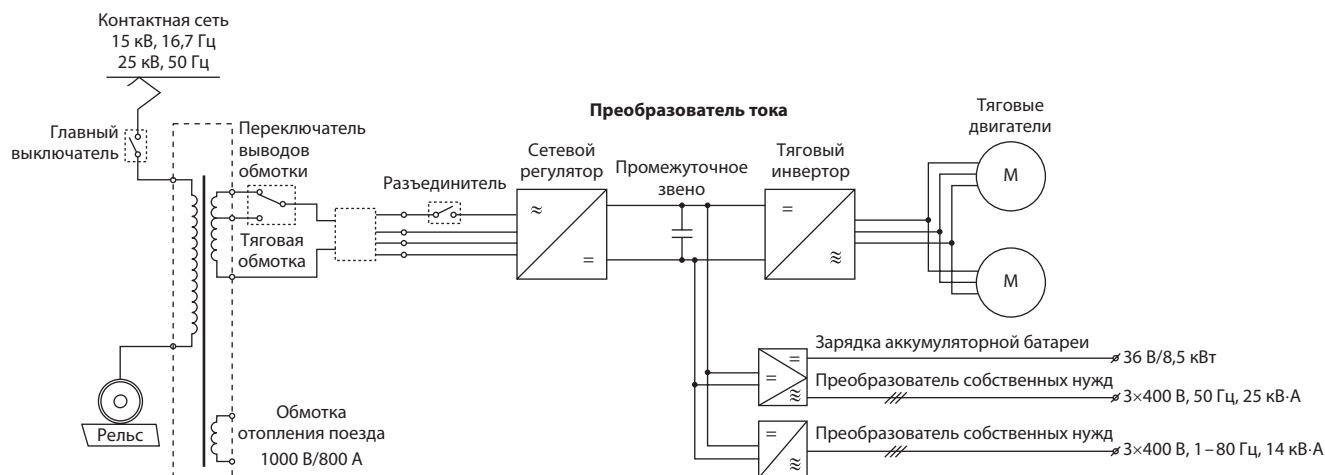 Контактная сеть
15 кВ, 16,7 Гц
25 кВ, 50 Гц
Главный
выключатель
Переключатель
выводов
обмотки
Тяговая
обмотка
Разъединитель
Преобразователь тока
Сетевой
регулятор
≈
=
Промежуточное
звено
Тяговый
инвертор
=
≋
Тяговые
двигатели
М
М
Рельс
Обмотка
отопления поезда
1000 В/800 А
Зарядка аккумуляторной батареи
36 В/8,5 кВт
=
=
≋
Преобразователь собственных нужд
3×400 В, 50 Гц, 25 кВ·А
=
≋
Преобразователь собственных нужд
3×400 В, 1–80 Гц, 14 кВ·А